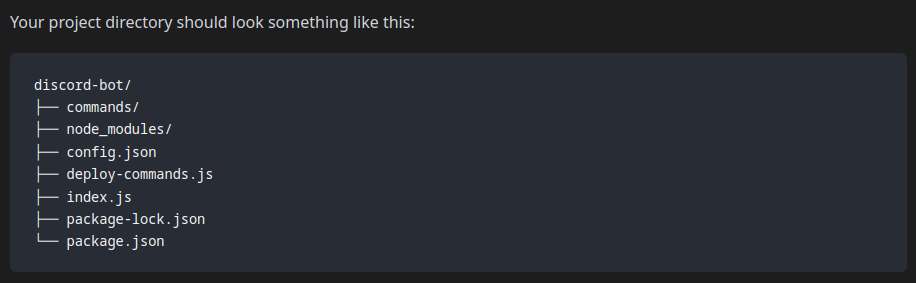 Your project directory should look something like this:
discord-bot/
├── commands/
├── node_modules/
├── config.json
├── deploy-commands.js
├── index.js
├── package-lock.json
└── package.json